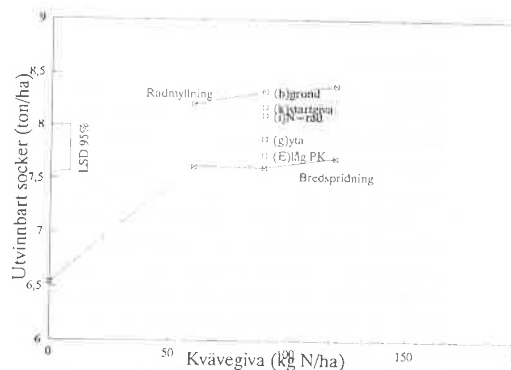 9
8,5
8
7,5
7
6,5
6
Utvinnbart socker (ton/ha)
LSD 95%
Radmyllning
(h)grund
(k)startgiva
(i)N-rad
(g)yta
(E)låg PK
Bredspridning
0
50
100
150
Kvävegiva (kg N/ha)